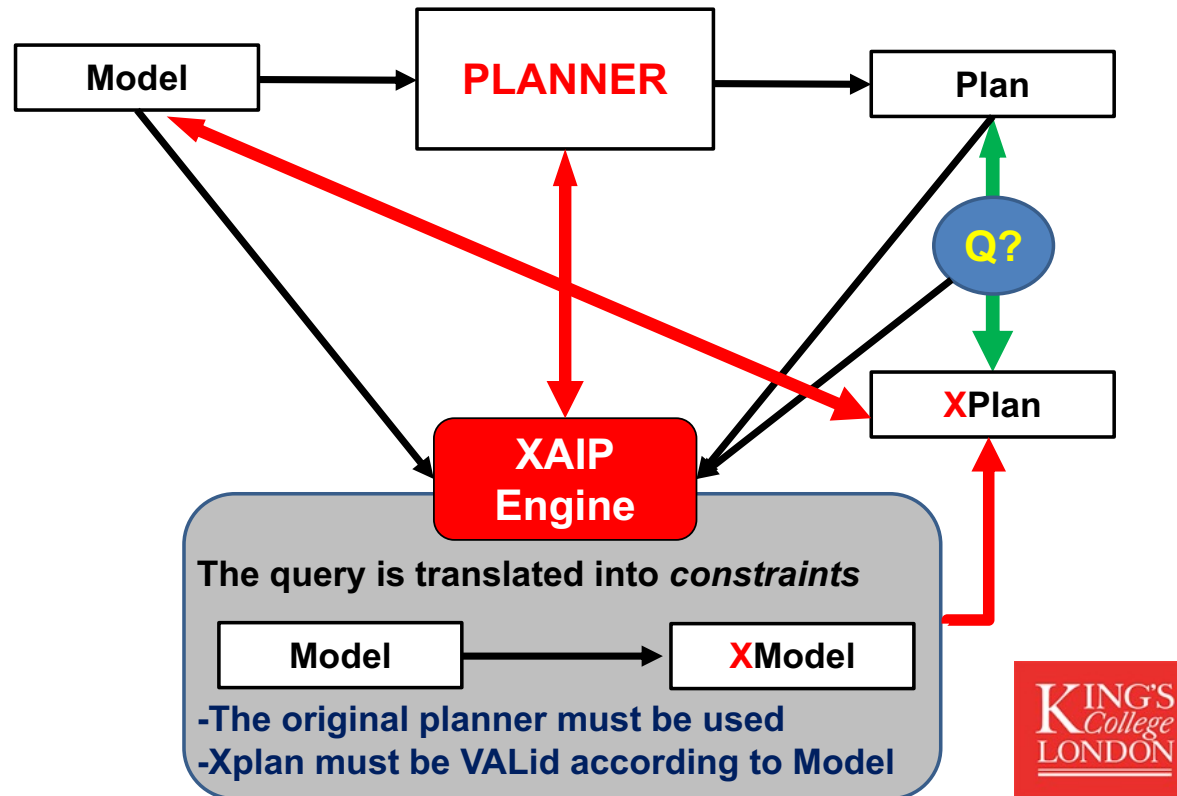 Model
PLANNER
Plan
Q?
XPlan
XAIP
Engine
The query is translated into constraints
Model
XModel
-The original planner must be used
-Xplan must be VALid according to Model
KING'S
College
LONDON